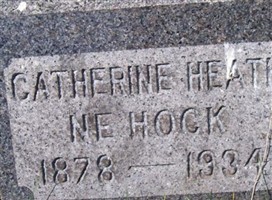 CATHERINE HEATH
NE HOCK
1878 — 1934